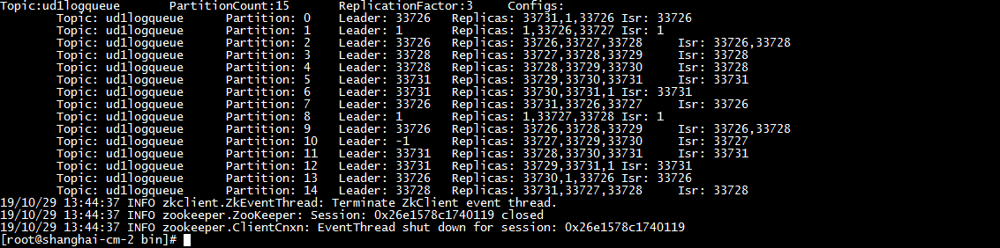 Topic:ud1logqueue PartitionCount:15 ReplicationFactor:3 Configs:
Topic: ud1logqueue Partition: 0 Leader: 33726 Replicas: 33731,1,33726 Isr: 33726
Topic: ud1logqueue Partition: 1 Leader: 1 Replicas: 1,33726,33727 Isr: 1
Topic: ud1logqueue Partition: 2 Leader: 33726 Replicas: 33726,33727,33728 Isr: 33726,33728
Topic: ud1logqueue Partition: 3 Leader: 33728 Replicas: 33727,33728,33729 Isr: 33728
Topic: ud1logqueue Partition: 4 Leader: 33728 Replicas: 33728,33729,33730 Isr: 33728
Topic: ud1logqueue Partition: 5 Leader: 33731 Replicas: 33729,33730,33731 Isr: 33731
Topic: ud1logqueue Partition: 6 Leader: 33731 Replicas: 33730,33731,1 Isr: 33731
Topic: ud1logqueue Partition: 7 Leader: 33726 Replicas: 33731,33726,33727 Isr: 33726
Topic: ud1logqueue Partition: 8 Leader: 1 Replicas: 1,33727,33728 Isr: 1
Topic: ud1logqueue Partition: 9 Leader: 33726 Replicas: 33726,33728,33729 Isr: 33726,33728
Topic: ud1logqueue Partition: 10 Leader: -1 Replicas: 33727,33729,33730 Isr: 33727
Topic: ud1logqueue Partition: 11 Leader: 33731 Replicas: 33728,33730,33731 Isr: 33731
Topic: ud1logqueue Partition: 12 Leader: 33731 Replicas: 33729,33731,1 Isr: 33731
Topic: ud1logqueue Partition: 13 Leader: 33726 Replicas: 33730,1,33726 Isr: 33726
Topic: ud1logqueue Partition: 14 Leader: 33728 Replicas: 33731,33727,33728 Isr: 33728
19/10/29 13:44:37 INFO zkclient.ZkEventThread: Terminate ZkClient event thread.
19/10/29 13:44:37 INFO zookeeper.ZooKeeper: Session: 0x26e1578c1740119 closed
19/10/29 13:44:37 INFO zookeeper.ClientCnxn: EventThread shut down for session: 0x26e1578c1740119
[root@shanghai-cm-2 bin]#